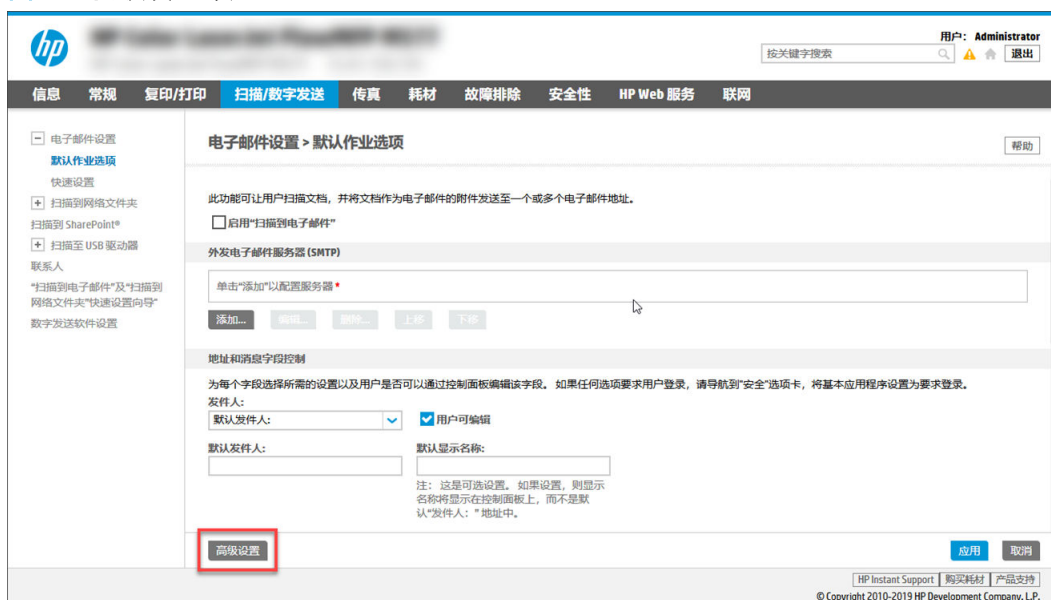 hp
用户: Administrator
按关键字搜索
退出
信息 常规 复印/打印 扫描/数字发送 传真 耗材 故障排除 安全性 HP Web 服务 联网
电子邮件设置
默认作业选项
快速设置
扫描到网络文件夹
扫描到 SharePoint®
扫描至 USB 驱动器
联系人
“扫描到电子邮件”及“扫描到
网络文件夹”快速设置向导”
数字发送软件设置
电子邮件设置 > 默认作业选项
帮助
此功能可让用户扫描文档，并将文档作为电子邮件的附件发送至一个或多个电子邮件地址。
启用“扫描到电子邮件”
外发电子邮件服务器 (SMTP)
单击“添加”以配置服务器 *
添加... 编辑... 删除... 上移 下移
地址和消息字段控制
为每个字段选择所需的设置以及用户是否可以通过控制面板编辑该字段。 如果任何选项要求用户登录，请导航到“安全”选项卡，将基本应用程序设置为要求登录。
发件人:
默认发件人: 用户可编辑
默认发件人: 默认显示名称:
注： 这是可选设置。 如果设置，则显示
名称将显示在控制面板上，而不是默
认“发件人：” 地址中。
高级设置
应用 取消
HP Instant Support 购买耗材 产品支持
© Copyright 2010-2019 HP Development Company, L.P.